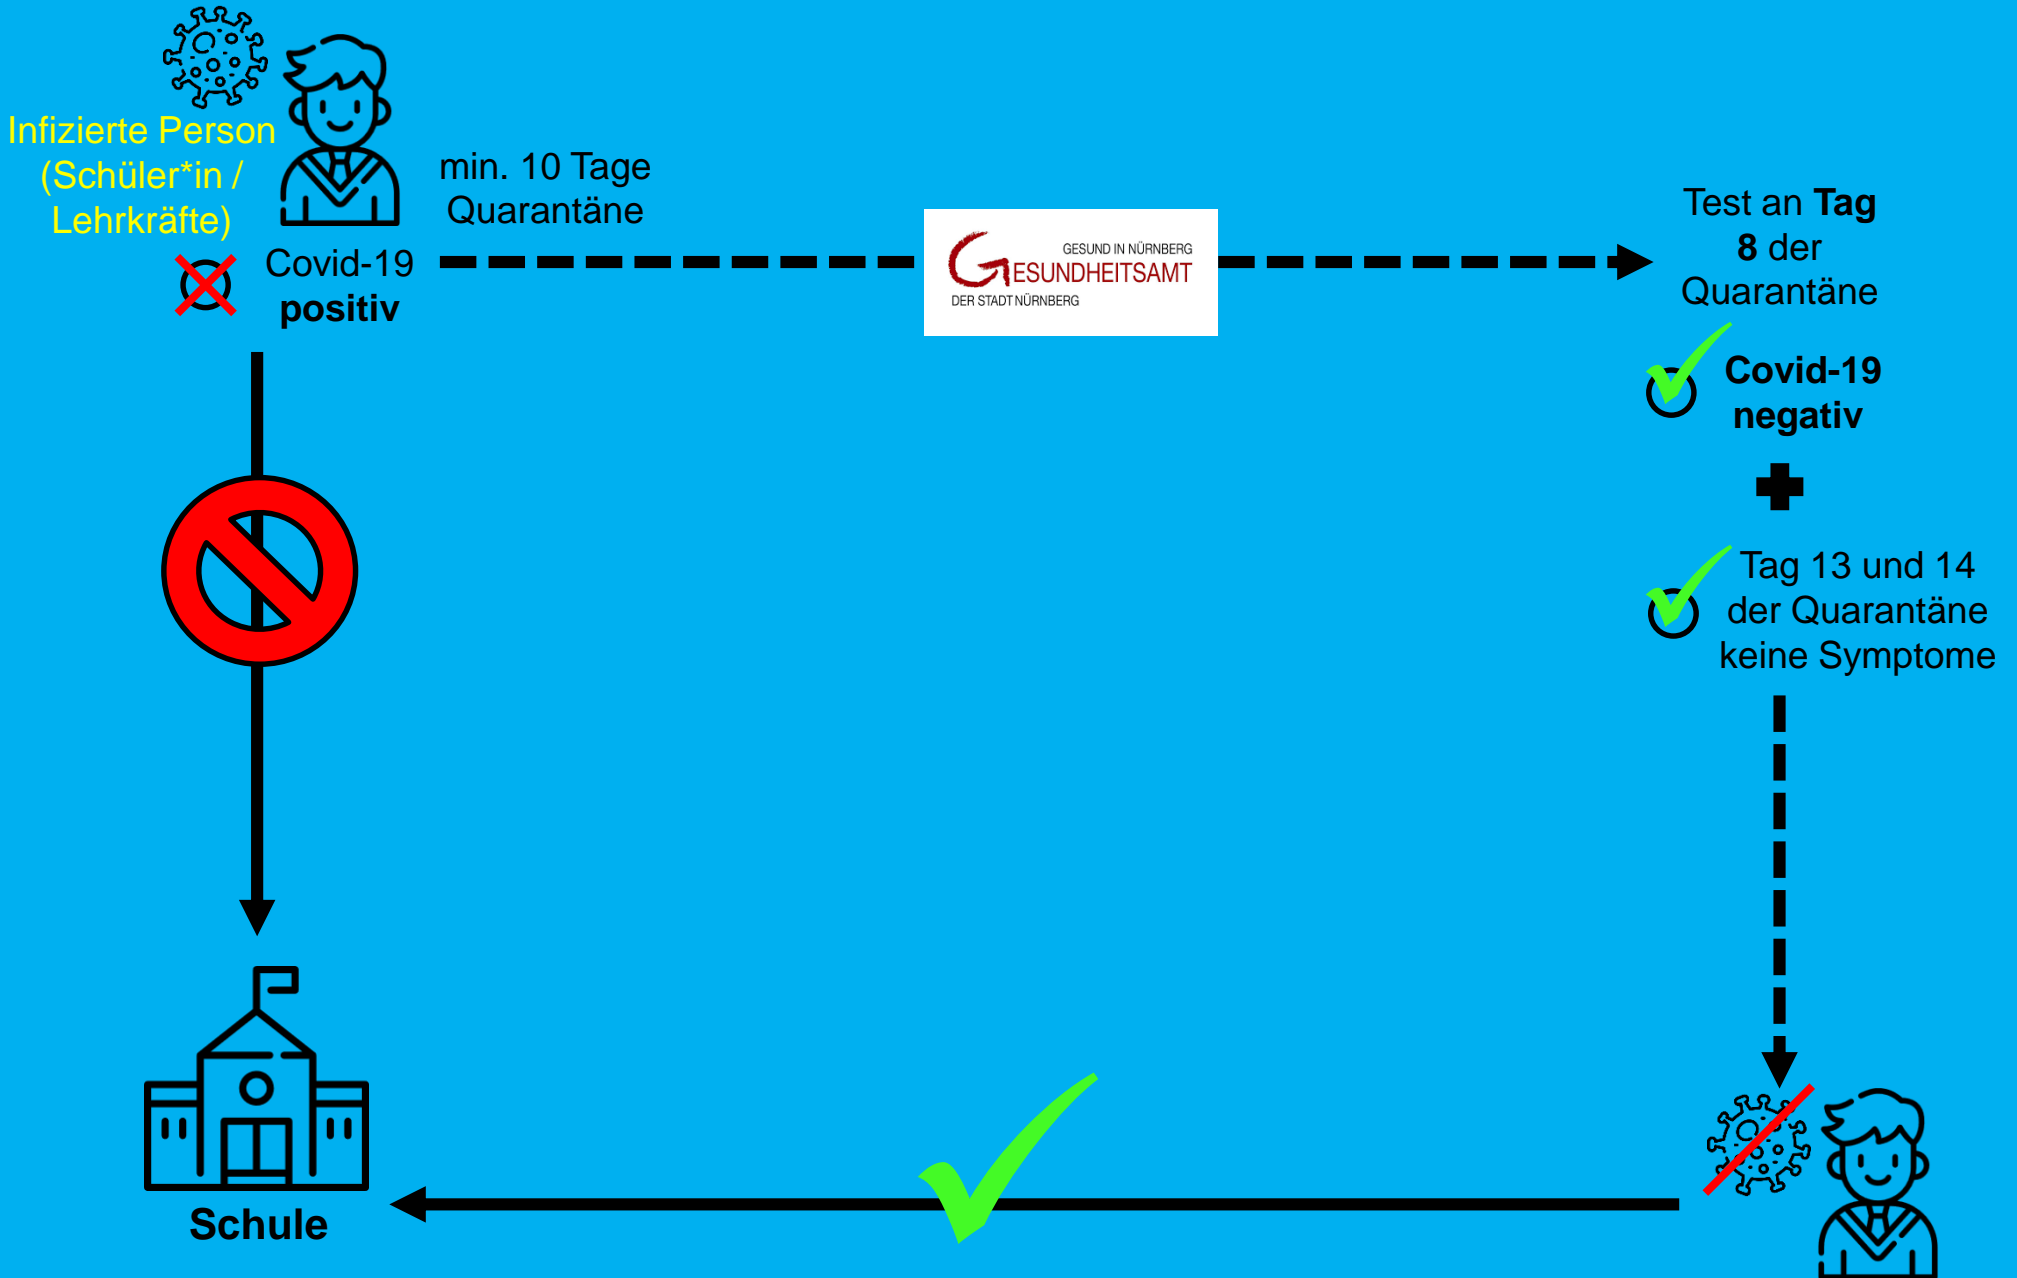 Infizierte Person
(Schüler*in /
Lehrkräfte)
Covid-19
positiv
min. 10 Tage
Quarantäne
GESUND IN NÜRNBERG
GESUNDHEITSAMT
DER STADT NÜRNBERG
Test an Tag
8 der
Quarantäne
Covid-19
negativ
Tag 13 und 14
der Quarantäne
keine Symptome
Schule